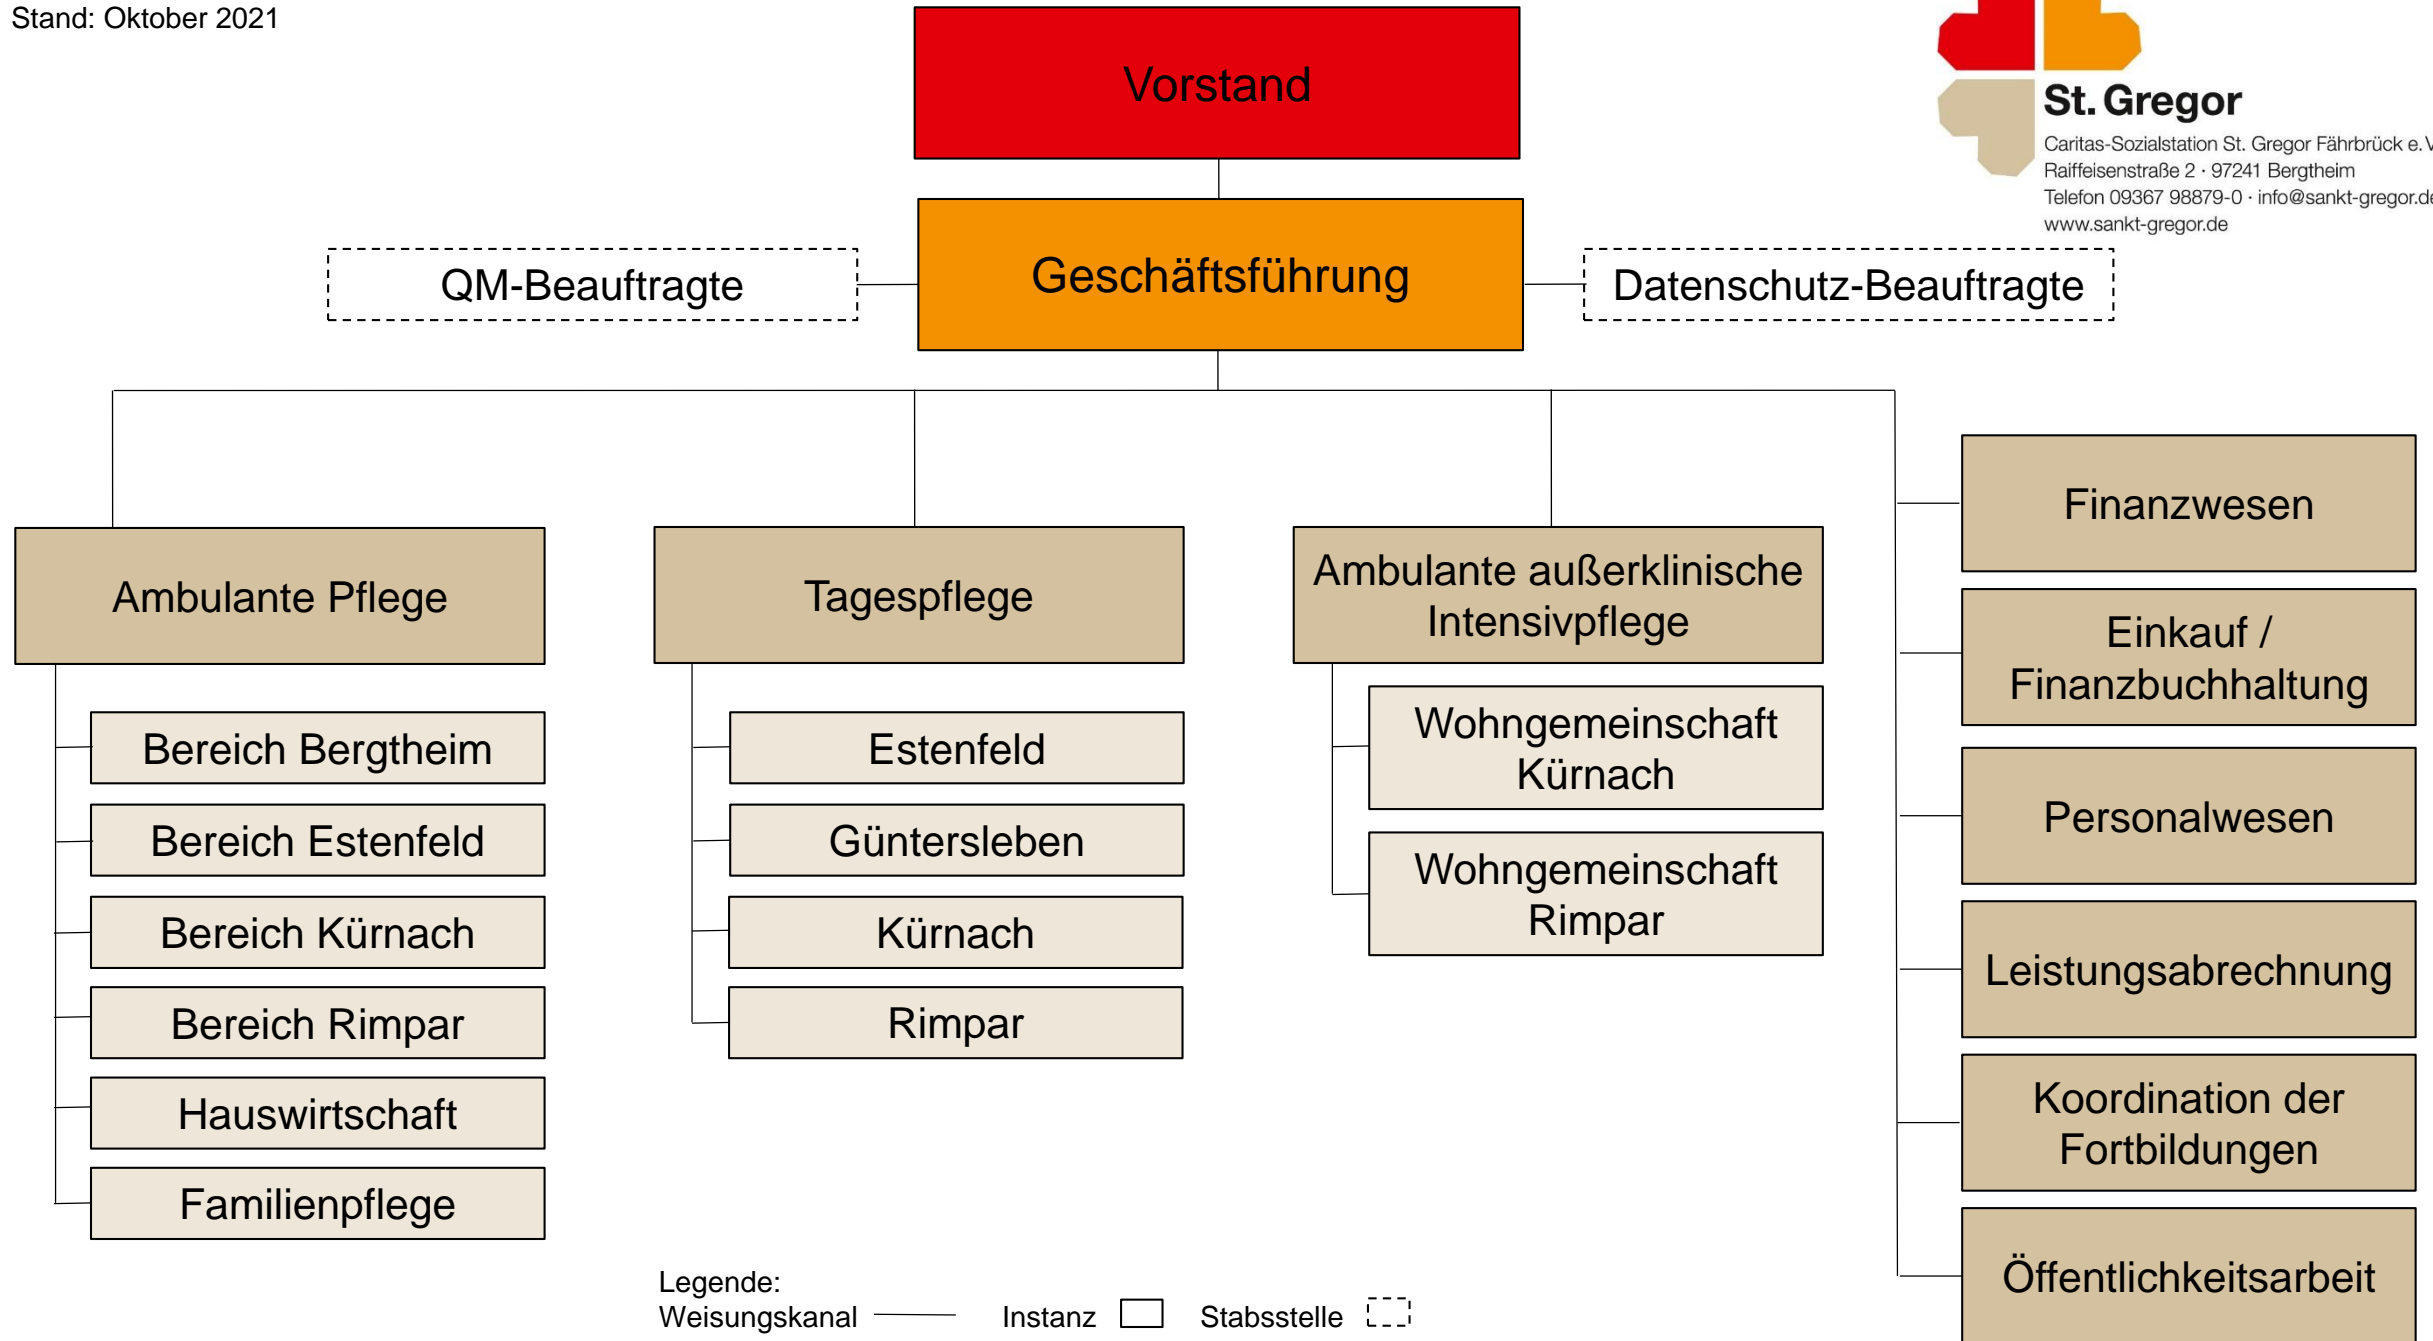 Stand: Oktober 2021
Vorstand
St. Gregor
Caritas-Sozialstation St. Gregor Fährbrück e. V
Raiffeisenstraße 2 · 97241 Bergtheim
Telefon 09367 98879-0 · info@sankt-gregor.de
www.sankt-gregor.de
QM-Beauftragte
Geschäftsführung
Datenschutz-Beauftragte
Ambulante Pflege
Bereich Bergtheim
Bereich Estenfeld
Bereich Kürnach
Bereich Rimpar
Hauswirtschaft
Familienpflege
Tagespflege
Estenfeld
Güntersleben
Kürnach
Rimpar
Ambulante außerklinische
Intensivpflege
Wohngemeinschaft
Kürnach
Wohngemeinschaft
Rimpar
Finanzwesen
Einkauf /
Finanzbuchhaltung
Personalwesen
Leistungsabrechnung
Koordination der
Fortbildungen
Öffentlichkeitsarbeit
Legende:
Weisungskanal Instanz Stabsstelle